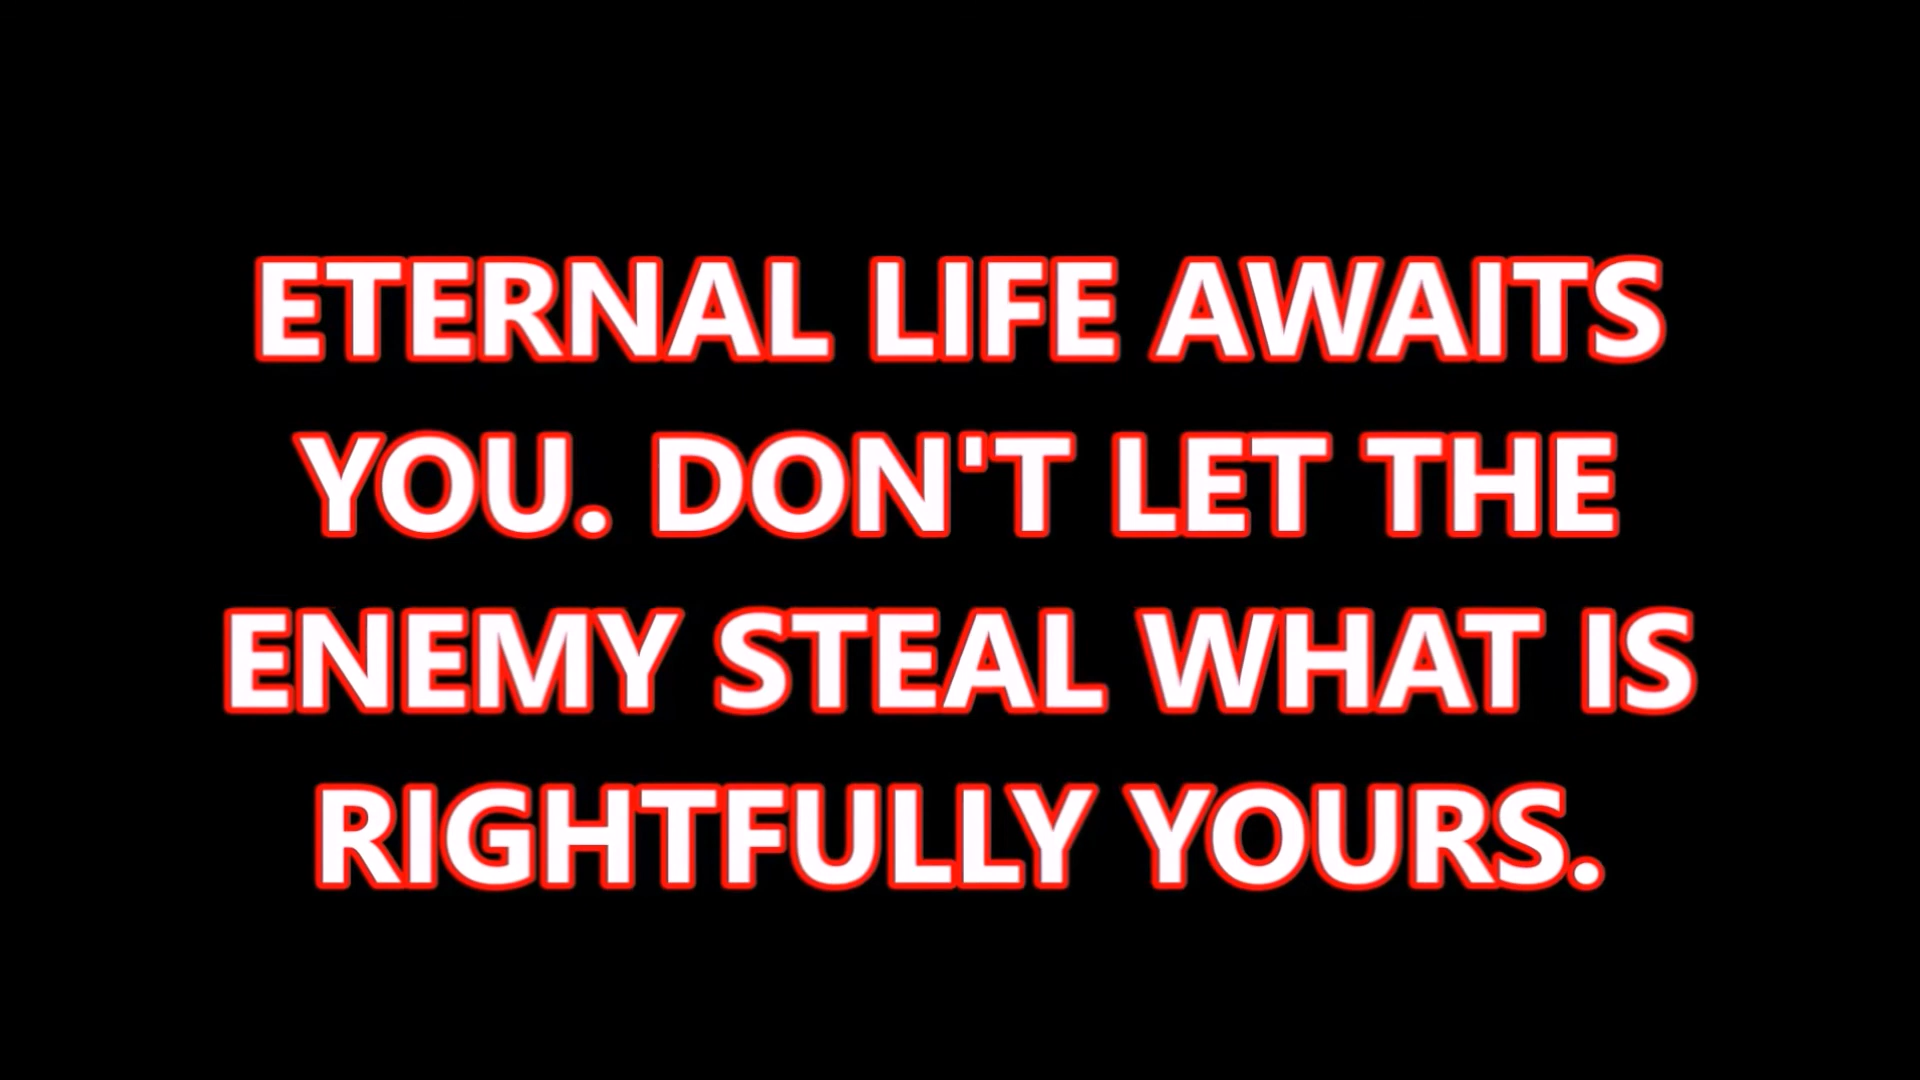 ETERNAL LIFE AWAITS
YOU. DON'T LET THE
ENEMY STEAL WHAT IS
RIGHTFULLY YOURS.